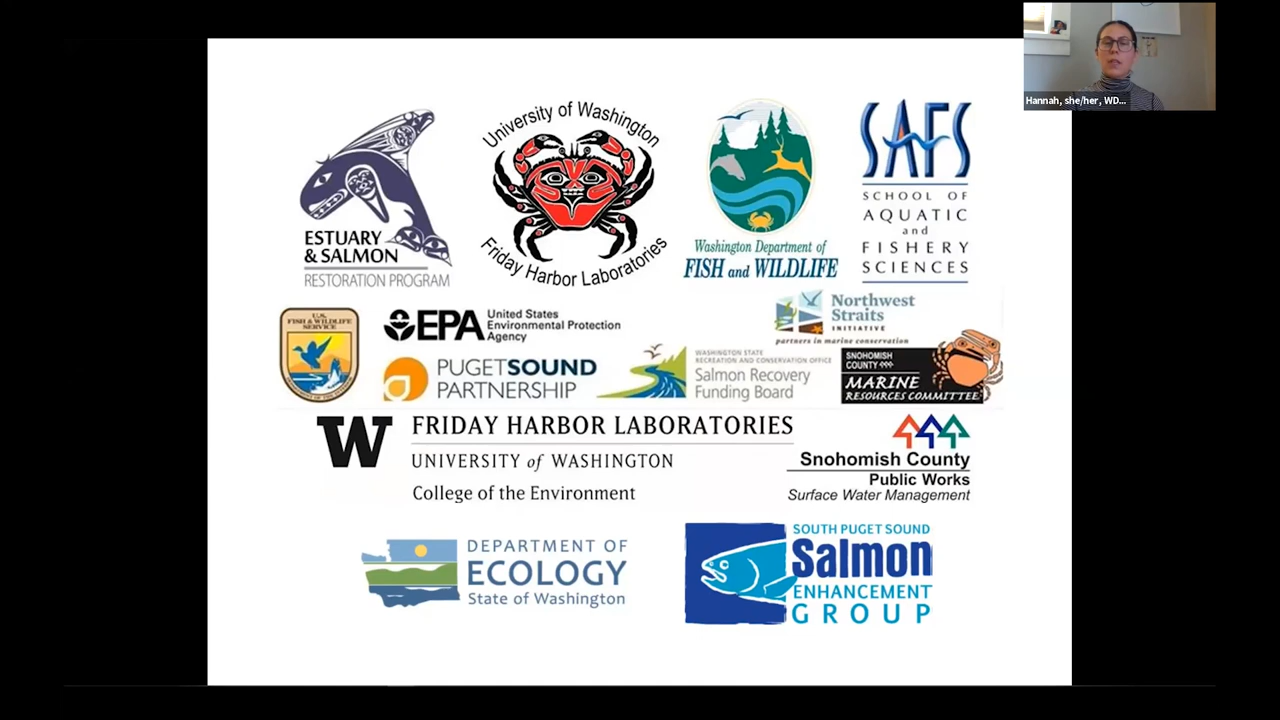 Hannah, she/her, WD...
ESTUARY
& SALMON
RESTORATION PROGRAM
University of Washington
Friday Harbor Laboratories
Washington Department of
FISH and WILDLIFE
SAFS
SCHOOL OF
AQUATIC
and
FISHERY
SCIENCES
U.S.
FISH & WILDLIFE
SERVICE
EPA
United States
Environmental Protection
Agency
Northwest
Straits
INITIATIVE
partners in marine conservation
PUGETSOUND
PARTNERSHIP
WASHINGTON STATE
RECREATION AND CONSERVATION OFFICE
Salmon Recovery
Funding Board
SNOHOMISH
COUNTY
MARINE
RESOURCES COMMITTEE
W
FRIDAY HARBOR LABORATORIES
UNIVERSITY of WASHINGTON
College of the Environment
Snohomish County
Public Works
Surface Water Management
DEPARTMENT OF
ECOLOGY
State of Washington
SOUTH PUGET SOUND
Salmon
ENHANCEMENT
GROUP